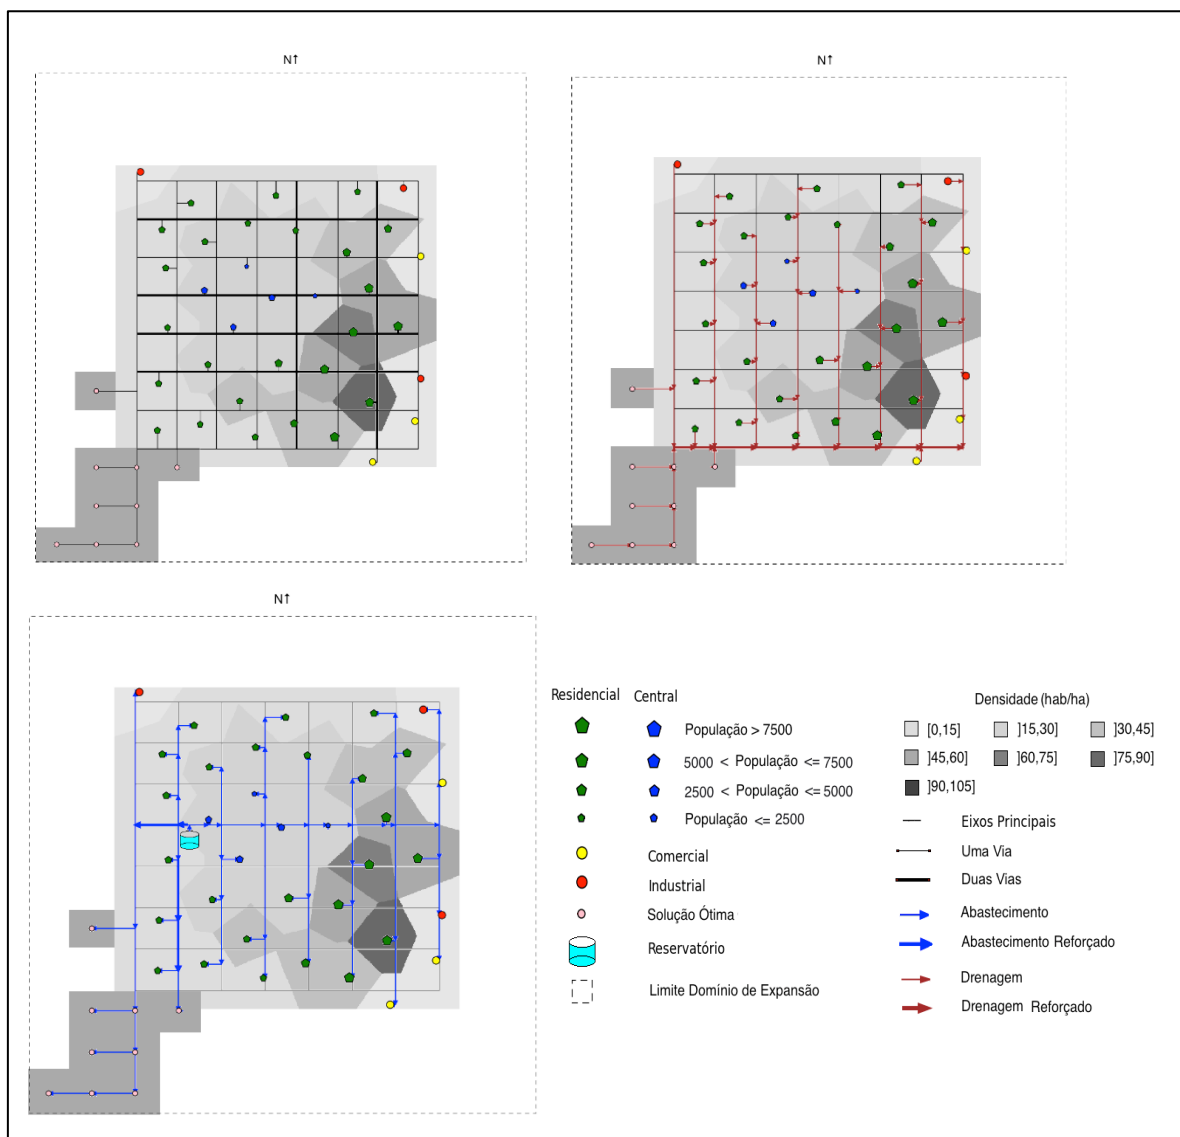 N↑
N↑
N↑
Residencial Central
População > 7500
5000 < População <= 7500
2500 < População <= 5000
População <= 2500
Comercial
Industrial
Solução Ótima
Reservatório
Limite Domínio de Expansão
Densidade (hab/ha)
[0,15] ]15,30] ]30,45]
]45,60] ]60,75] ]75,90]
]90,105]
Eixos Principais
Uma Via
Duas Vias
Abastecimento
Abastecimento Reforçado
Drenagem
Drenagem Reforçado